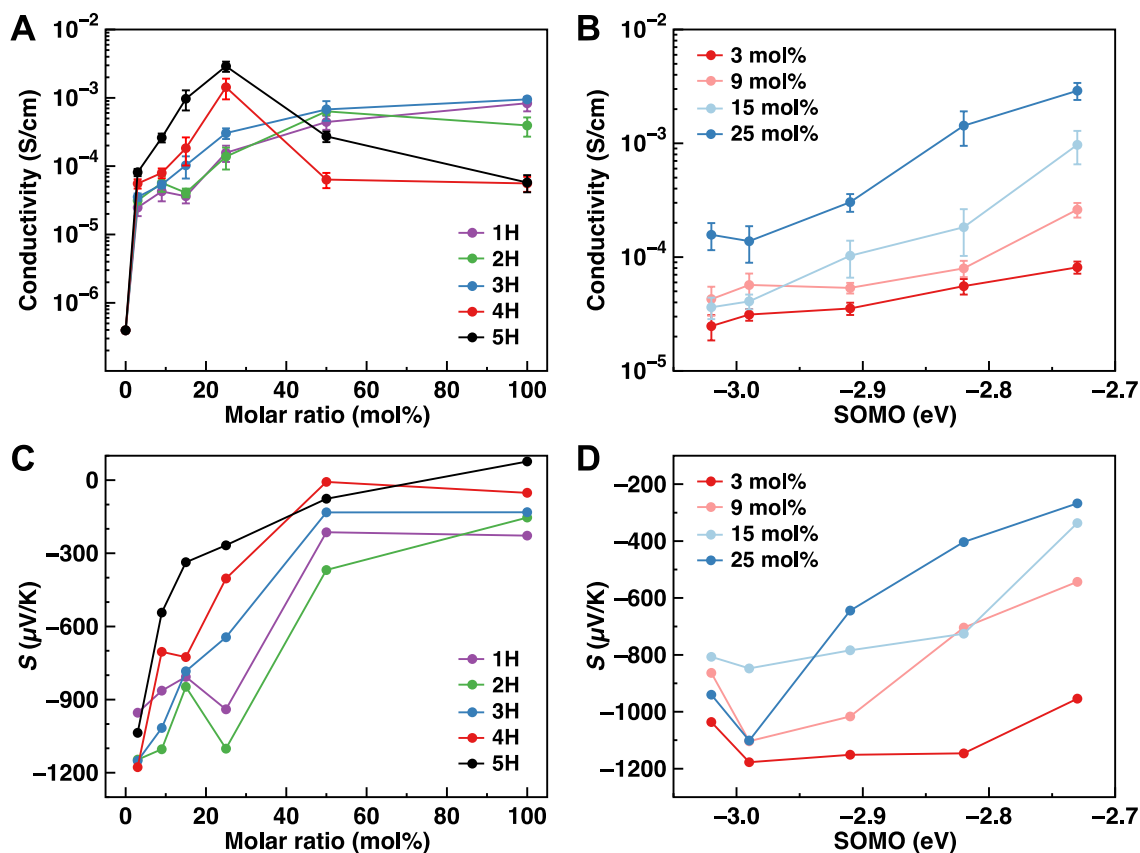 A
Conductivity (S/cm)
10⁻²
10⁻³
10⁻⁴
10⁻⁵
10⁻⁶
1H
2H
3H
4H
5H
0 20 40 60 80 100
Molar ratio (mol%)
B
Conductivity (S/cm)
10⁻²
10⁻³
10⁻⁴
10⁻⁵
3 mol%
9 mol%
15 mol%
25 mol%
−3.0 −2.9 −2.8 −2.7
SOMO (eV)
C
S (µV/K)
0
−300
−600
−900
−1200
1H
2H
3H
4H
5H
0 20 40 60 80 100
Molar ratio (mol%)
D
S (µV/K)
−200
−400
−600
−800
−1000
−1200
3 mol%
9 mol%
15 mol%
25 mol%
−3.0 −2.9 −2.8 −2.7
SOMO (eV)